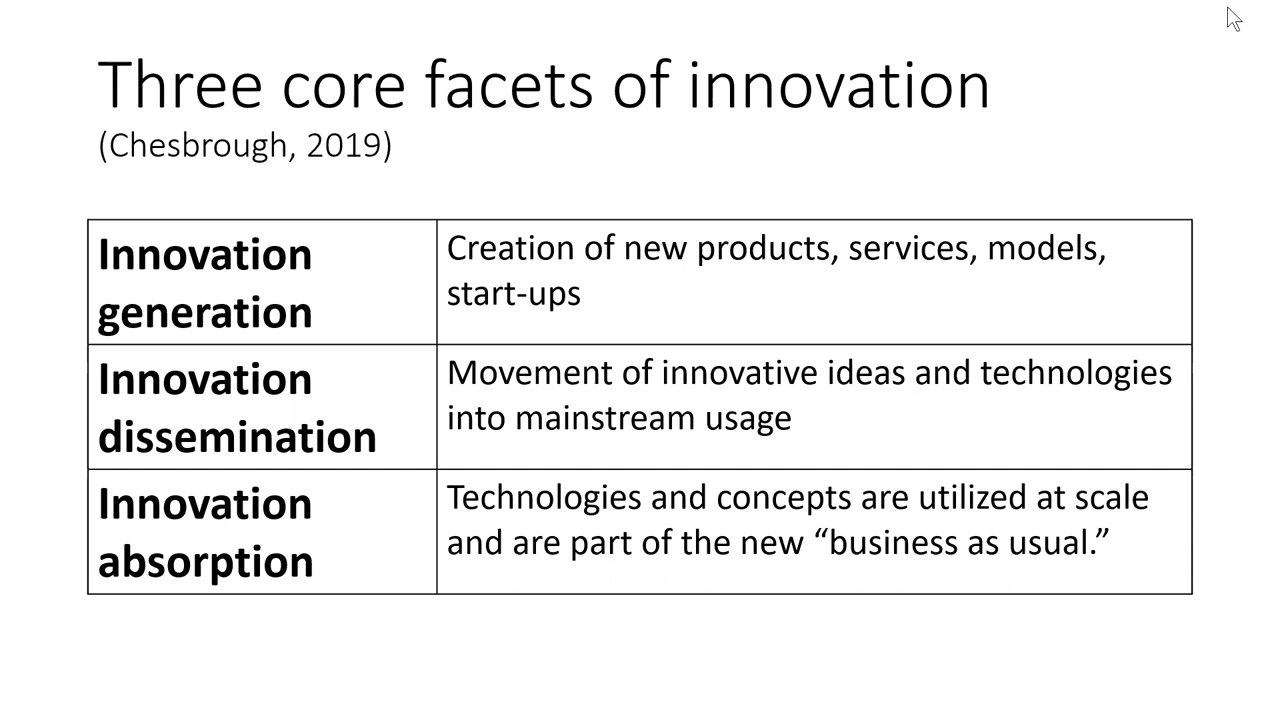 Three core facets of innovation
(Chesbrough, 2019)
Innovation
generation
Creation of new products, services, models,
start-ups
Innovation
dissemination
Movement of innovative ideas and technologies
into mainstream usage
Innovation
absorption
Technologies and concepts are utilized at scale
and are part of the new “business as usual.”